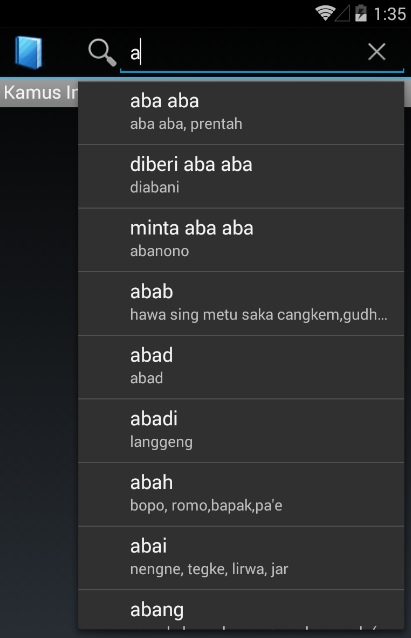 1:35
a
Kamus In
aba aba
aba aba, prentah
diberi aba aba
diabani
minta aba aba
abanono
abab
hawa sing metu saka cangkem,gudh...
abad
abad
abadi
langgeng
abah
bopo, romo,bapak,pa'e
abai
nengne, tegke, lirwa, jar
abang